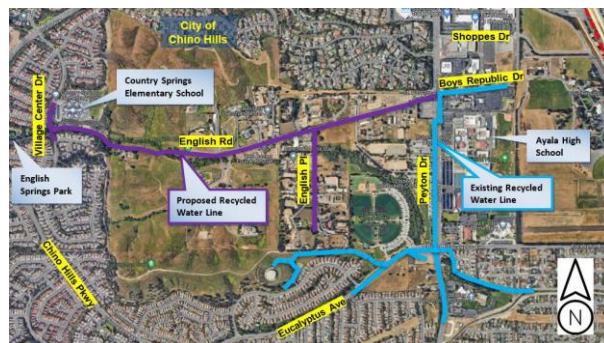 City of
Chino Hills
Shoppes Dr
Boys Republic Dr
Country Springs
Elementary School
Village Center Dr
English Rd
Ayala High
School
English Springs Park
Proposed Recycled
Water Line
English Pl
Peyton Dr
Existing Recycled
Water Line
Chino Hills Pkwy
Eucalyptus Ave
N